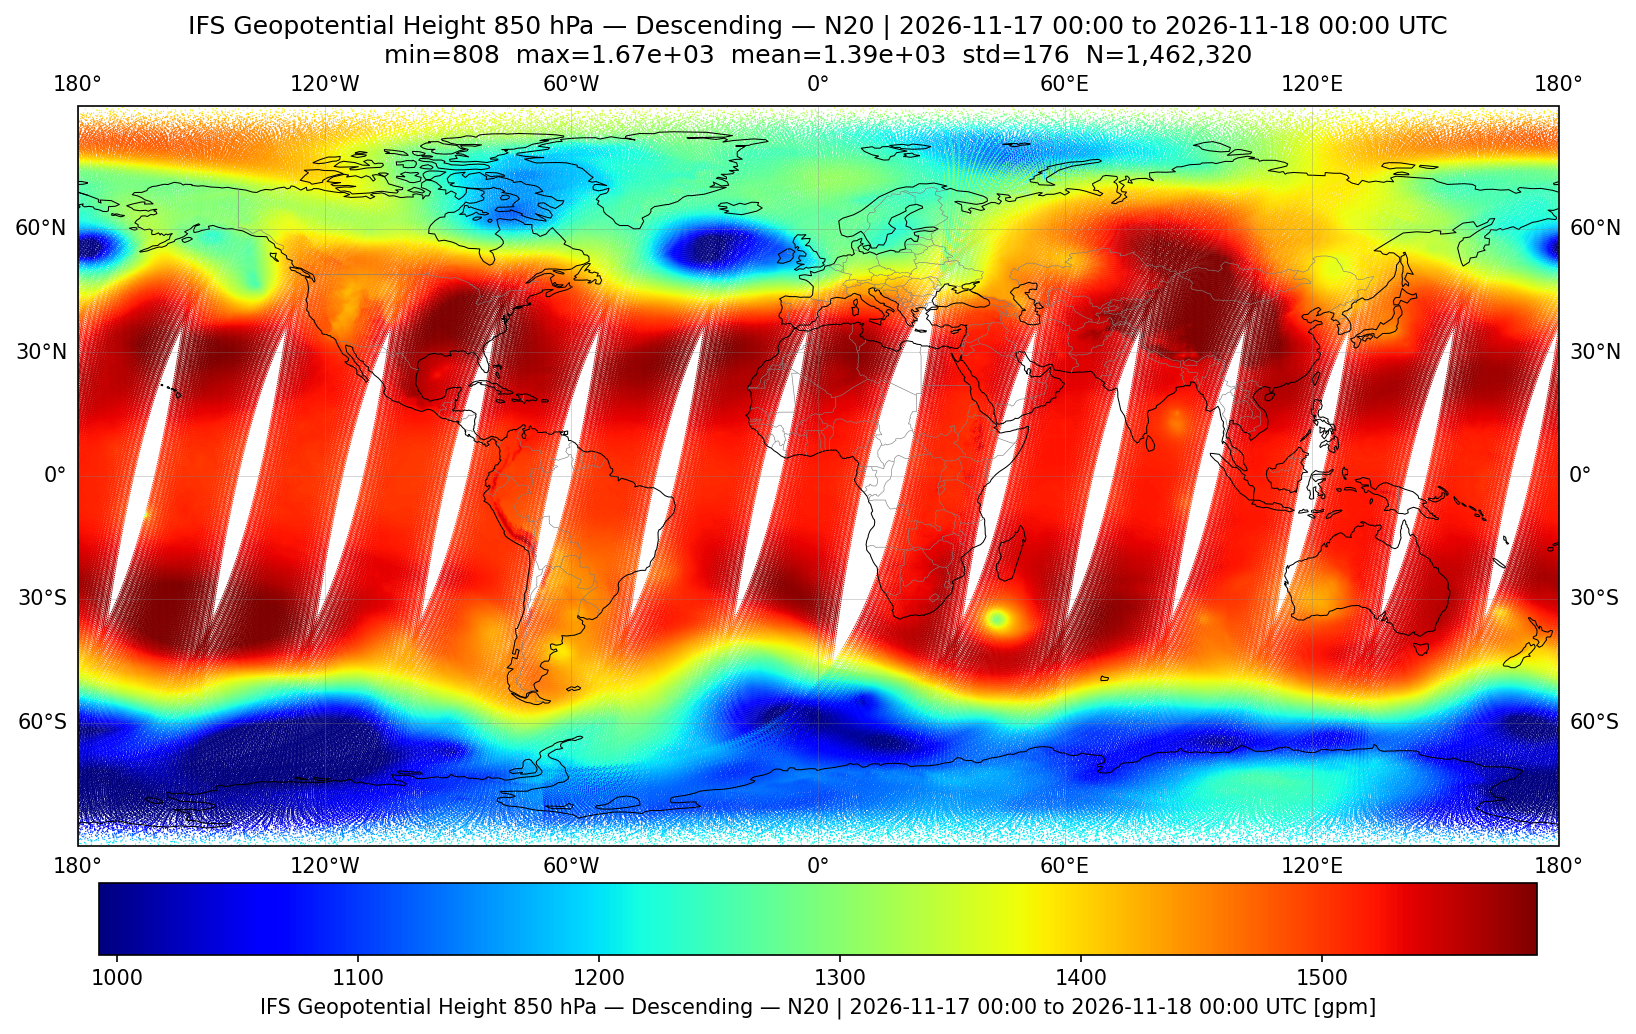 IFS Geopotential Height 850 hPa — Descending — N20 | 2026-11-17 00:00 to 2026-11-18 00:00 UTC
min=808 max=1.67e+03 mean=1.39e+03 std=176 N=1,462,320
180° 120°W 60°W 0° 60°E 120°E 180°
60°N 60°N
30°N 30°N
0° 0°
30°S 30°S
60°S 60°S
180° 120°W 60°W 0° 60°E 120°E 180°
1000 1100 1200 1300 1400 1500
IFS Geopotential Height 850 hPa — Descending — N20 | 2026-11-17 00:00 to 2026-11-18 00:00 UTC [gpm]